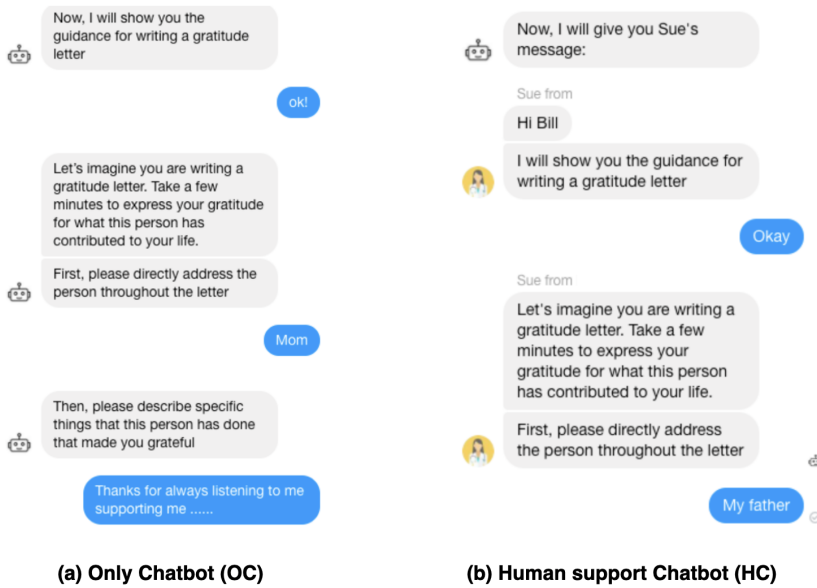 Now, I will show you the
guidance for writing a gratitude
letter
ok!
Let's imagine you are writing a
gratitude letter. Take a few
minutes to express your gratitude
for what this person has
contributed to your life.
First, please directly address the
person throughout the letter
Mom
Then, please describe specific
things that this person has done
that made you grateful
Thanks for always listening to me
supporting me ......
(a) Only Chatbot (OC)
Now, I will give you Sue's
message:
Sue from
Hi Bill
I will show you the guidance for
writing a gratitude letter
Okay
Sue from
Let's imagine you are writing a
gratitude letter. Take a few
minutes to express your
gratitude for what this person
has contributed to your life.
First, please directly address
the person throughout the letter
My father
(b) Human support Chatbot (HC)